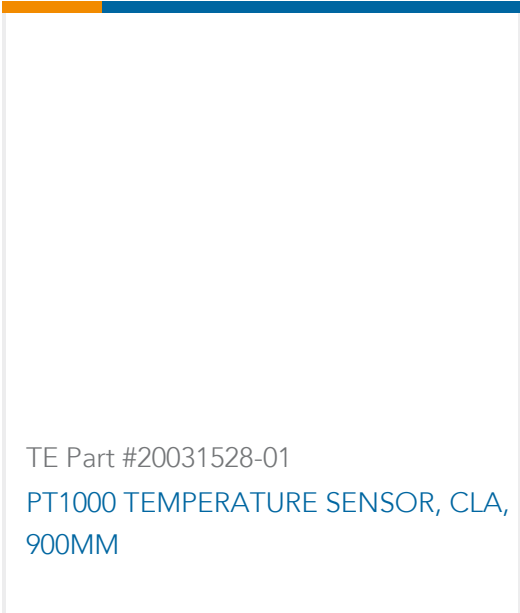 TE Part #20031528-01
PT1000 TEMPERATURE SENSOR, CLA,
900MM